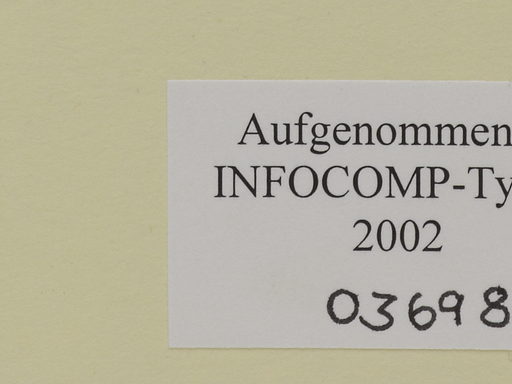 Aufgenommen
INFOCOMP-Ty
2002
03698